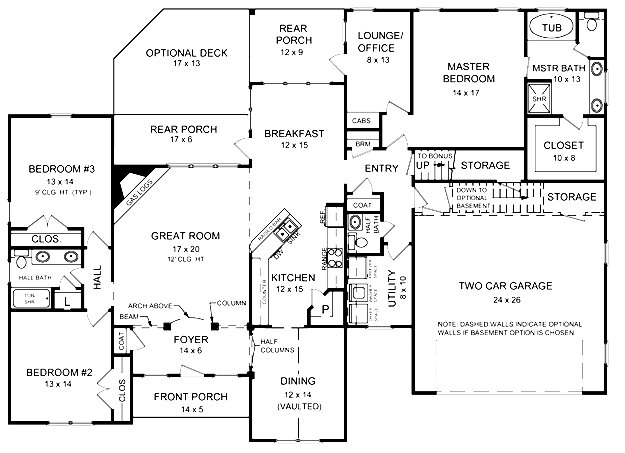 OPTIONAL DECK
17 x 13
REAR
PORCH
12 x 9
LOUNGE/
OFFICE
8 x 13
MASTER
BEDROOM
14 x 17
TUB
MSTR BATH
10 x 13
SHR
CLOSET
10 x 8
REAR PORCH
17 x 6
BREAKFAST
12 x 15
CABS
BRM
ENTRY
TO BONUS
UP
STORAGE
BEDROOM #3
13 x 14
9' CLG HT (TYP)
GAS LOGS
DOWN TO
OPTIONAL
BASEMENT
STORAGE
COAT
HALF
BATH
CLOS.
GREAT ROOM
17 x 20
12' CLG HT
REF.
DW
SINK
RANGE
HALL BATH
HALL
L
KITCHEN
12 x 15
COUNTER
P
UTILITY
8 x 10
TWO CAR GARAGE
24 x 26
NOTE: DASHED WALLS INDICATE OPTIONAL
WALLS IF BASEMENT OPTION IS CHOSEN
ARCH ABOVE
COLUMN
BEAM
COAT
FOYER
14 x 6
HALF
COLUMNS
BEDROOM #2
13 x 14
CLOS
FRONT PORCH
14 x 5
DINING
12 x 14
(VAULTED)